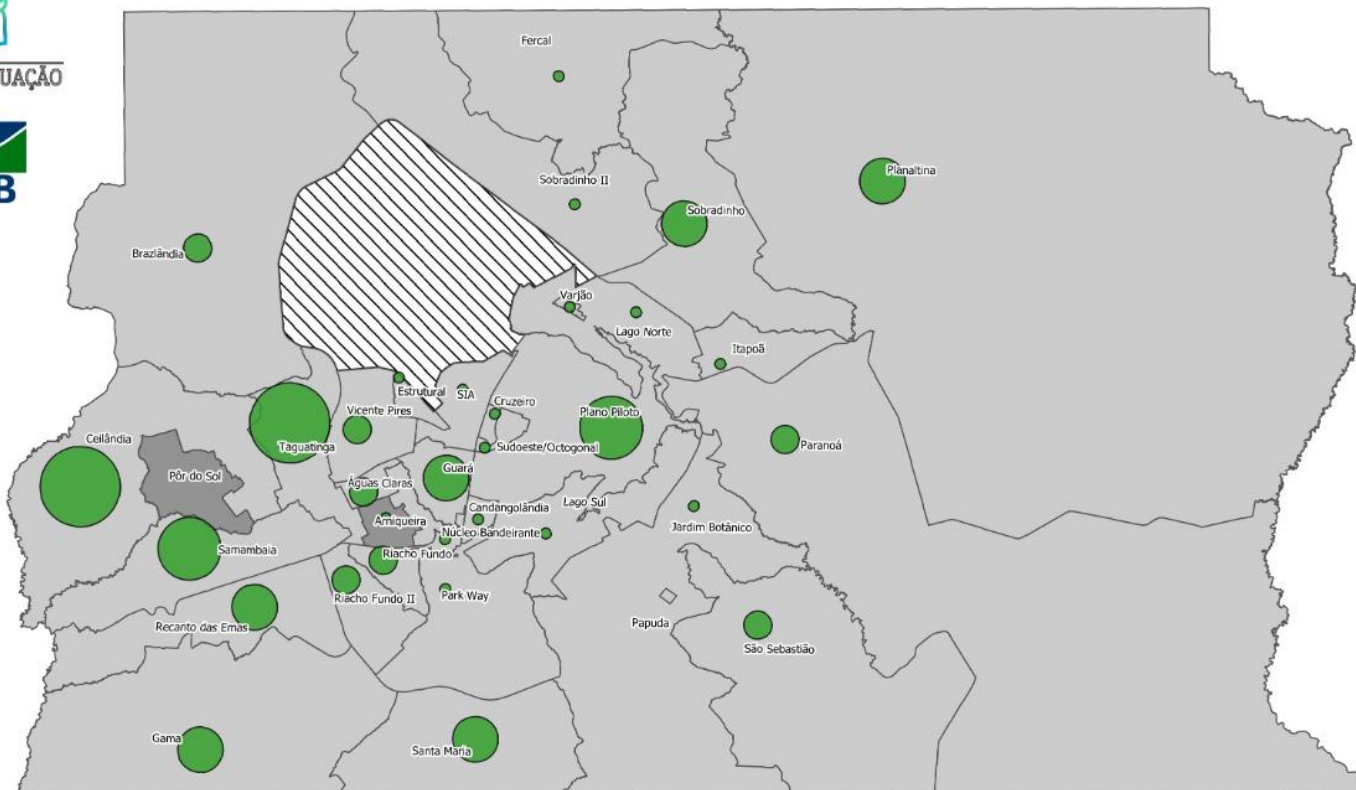 UAÇÃO
B
Fercal
Planaltina
Sobradinho II
Sobradinho
Brazlândia
Varjão
Lago Norte
Itapoã
Estrutural
SIA
Cruzeiro
Vicente Pires
Plano Piloto
Ceilândia
Taguatinga
Sudoeste/Octogonal
Paranoá
Guará
Pôr do Sol
Águas Claras
Lago Sul
Candangolândia
Arniqueira
Jardim Botânico
Núcleo Bandeirante
Samambaia
Riacho Fundo
Riacho Fundo II
Park Way
Papuda
Recanto das Emas
São Sebastião
Gama
Santa Maria